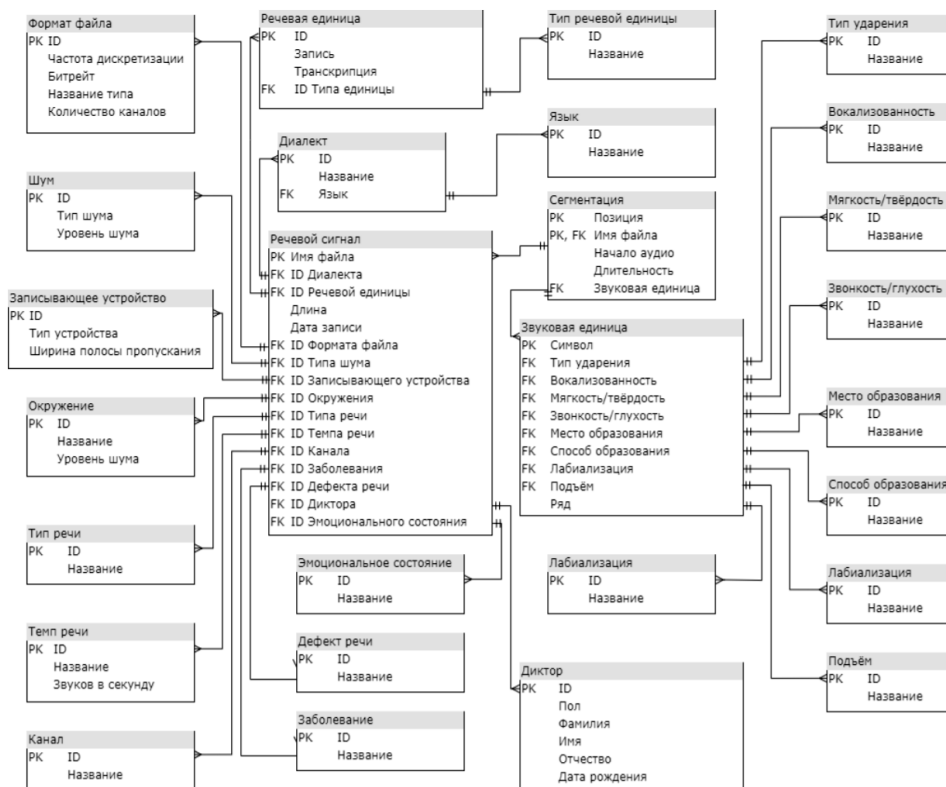 Формат файла
PK ID
Частота дискретизации
Битрейт
Название типа
Количество каналов
Шум
PK ID
Тип шума
Уровень шума
Записывающее устройство
PK ID
Тип устройства
Ширина полосы пропускания
Окружение
PK ID
Название
Уровень шума
Тип речи
PK ID
Название
Темп речи
PK ID
Название
Звуков в секунду
Канал
PK ID
Название
Речевая единица
PK ID
Запись
Транскрипция
FK ID Типа единицы
Диалект
PK ID
Название
FK Язык
Речевой сигнал
PK Имя файла
FK ID Диалекта
FK ID Речевой единицы
Длина
Дата записи
FK ID Формата файла
FK ID Типа шума
FK ID Записывающего устройства
FK ID Окружения
FK ID Типа речи
FK ID Темпа речи
FK ID Канала
FK ID Заболевания
FK ID Дефекта речи
FK ID Диктора
FK ID Эмоционального состояния
Эмоциональное состояние
PK ID
Название
Дефект речи
PK ID
Название
Заболевание
PK ID
Название
Тип речевой единицы
PK ID
Название
Язык
PK ID
Название
Сегментация
PK Позиция
PK, FK Имя файла
Начало аудио
Длительность
FK Звуковая единица
Звуковая единица
PK Символ
FK Тип ударения
FK Вокализованность
FK Мягкость/твёрдость
FK Звонкость/глухость
FK Место образования
FK Способ образования
FK Лабиализация
FK Подъём
Ряд
Лабиализация
PK ID
Название
Диктор
PK ID
Пол
Фамилия
Имя
Отчество
Дата рождения
Тип ударения
PK ID
Название
Вокализованность
PK ID
Название
Мягкость/твёрдость
PK ID
Название
Звонкость/глухость
PK ID
Название
Место образования
PK ID
Название
Способ образования
PK ID
Название
Лабиализация
PK ID
Название
Подъём
PK ID
Название